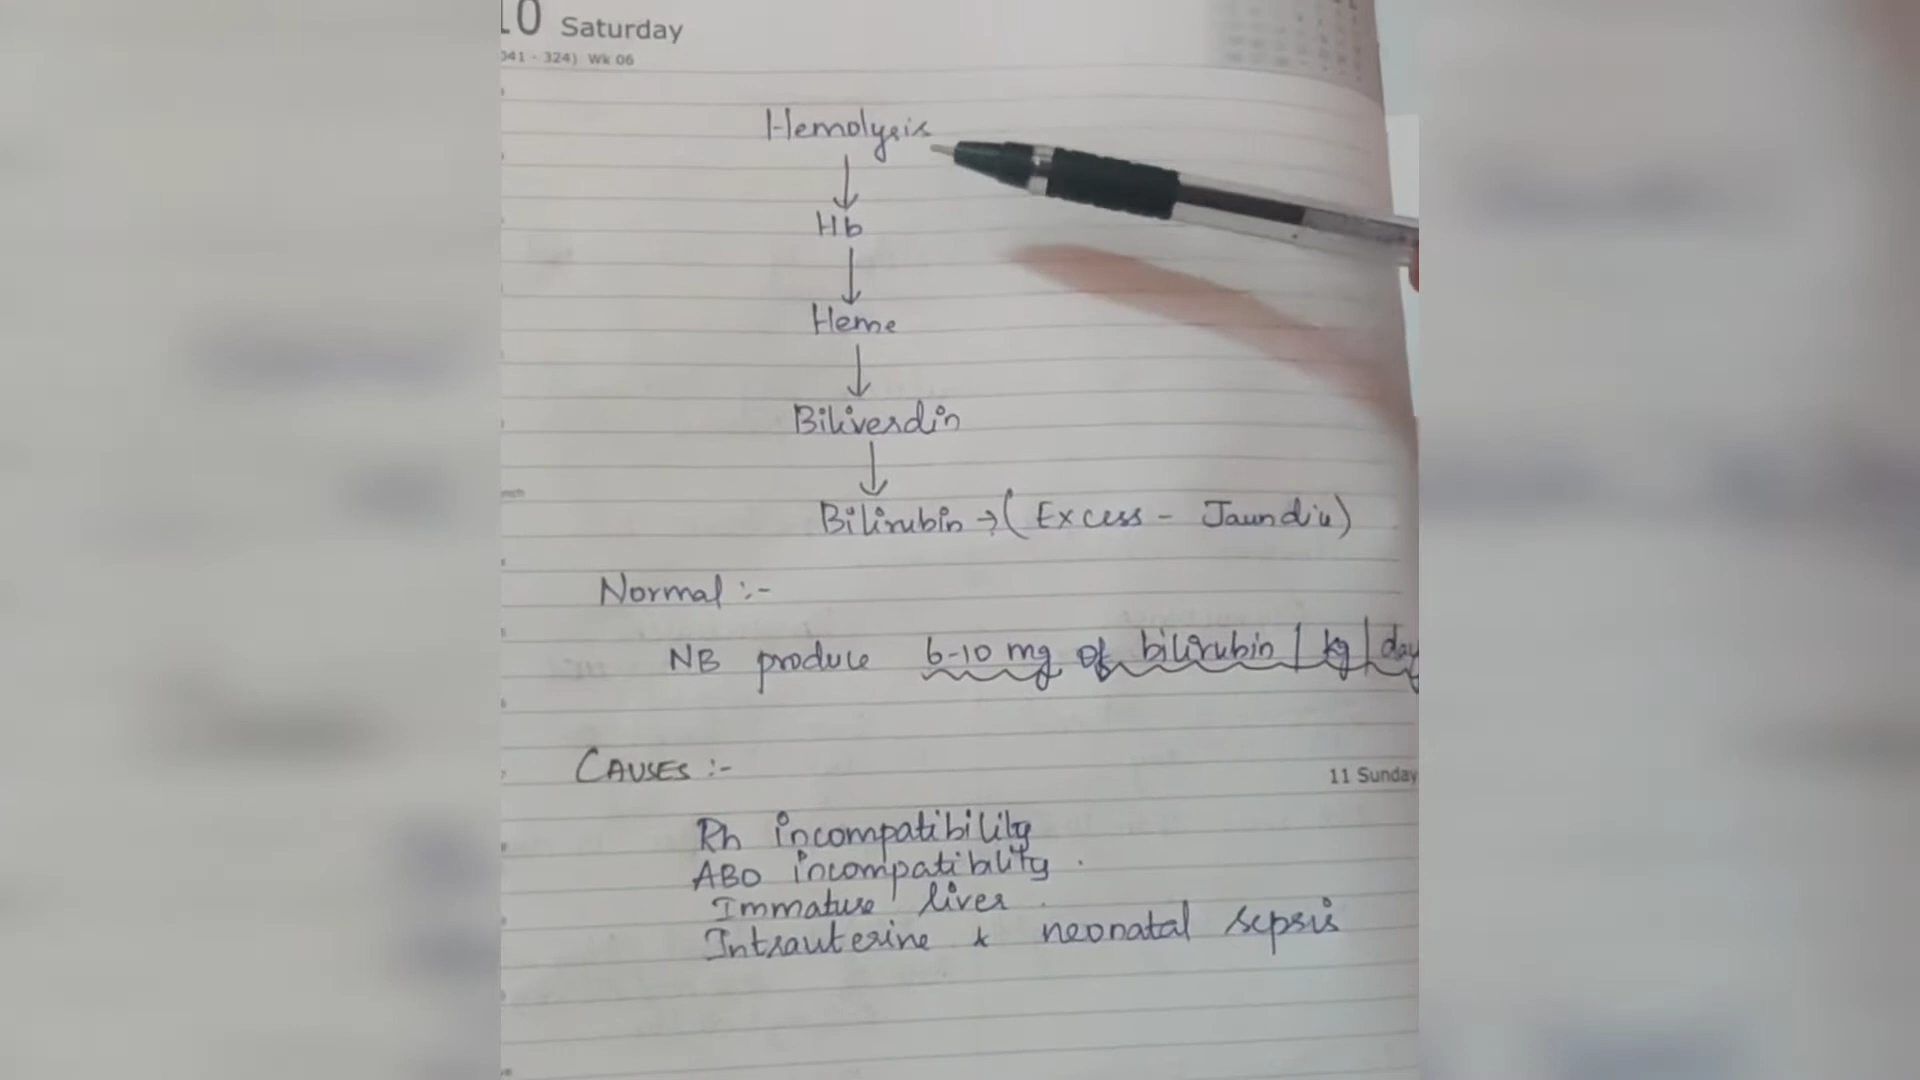 10 Saturday
041 - 324) Wk 06
Hemolysis
Hb
Heme
Biliverdin
Bilirubin → (Excess - Jaundice)
Normal :-
NB produce 6-10 mg of bilirubin / kg / day
CAUSES :-
11 Sunday
Rh incompatibility
ABO incompatiblity .
Immature liver .
Intrauterine & neonatal sepsis